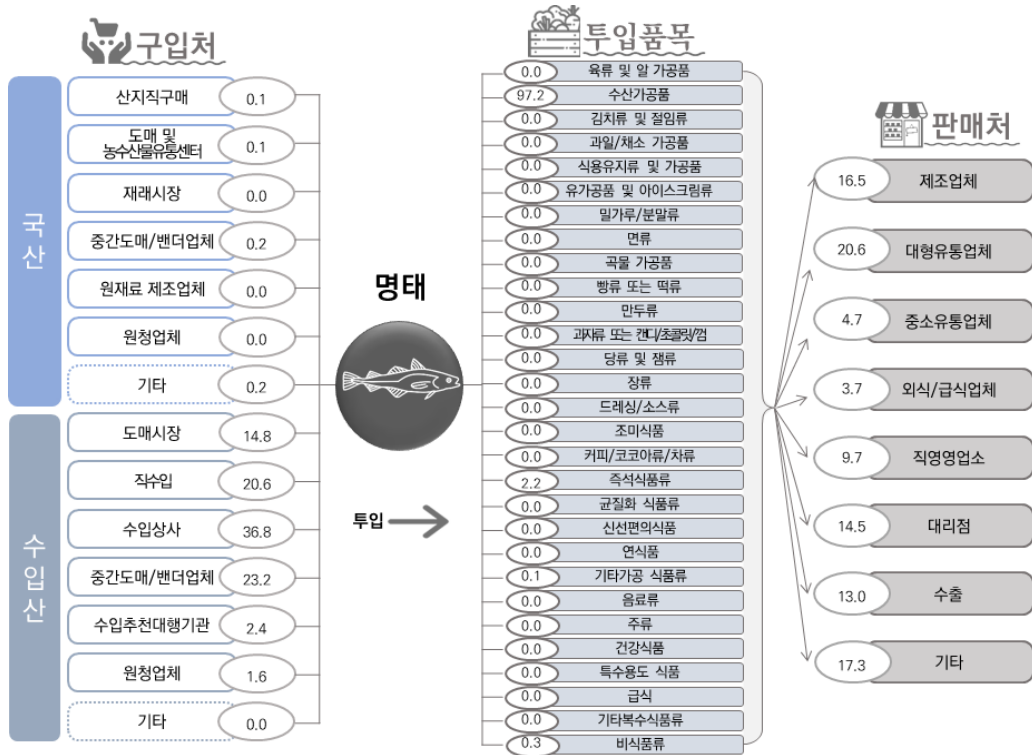 구입처
국산
산지직구매 0.1
도매 및
농수산물유통센터 0.1
재래시장 0.0
중간도매/밴더업체 0.2
원재료 제조업체 0.0
원청업체 0.0
기타 0.2
수입산
도매시장 14.8
직수입 20.6
수입상사 36.8
중간도매/밴더업체 23.2
수입추천대행기관 2.4
원청업체 1.6
기타 0.0
명태
투입
투입품목
0.0 육류 및 알 가공품
97.2 수산가공품
0.0 김치류 및 절임류
0.0 과일/채소 가공품
0.0 식용유지류 및 가공품
0.0 유가공품 및 아이스크림류
0.0 밀가루/분말류
0.0 면류
0.0 곡물 가공품
0.0 빵류 또는 떡류
0.0 만두류
0.0 과자류 또는 캔디/초콜릿/껌
0.0 당류 및 잼류
0.0 장류
0.0 드레싱/소스류
0.0 조미식품
0.0 커피/코코아류/차류
2.2 즉석식품류
0.0 균질화 식품류
0.0 신선편의식품
0.0 연식품
0.1 기타가공 식품류
0.0 음료류
0.0 주류
0.0 건강식품
0.0 특수용도 식품
0.0 급식
0.0 기타복수식품류
0.3 비식품류
판매처
16.5 제조업체
20.6 대형유통업체
4.7 중소유통업체
3.7 외식/급식업체
9.7 직영영업소
14.5 대리점
13.0 수출
17.3 기타